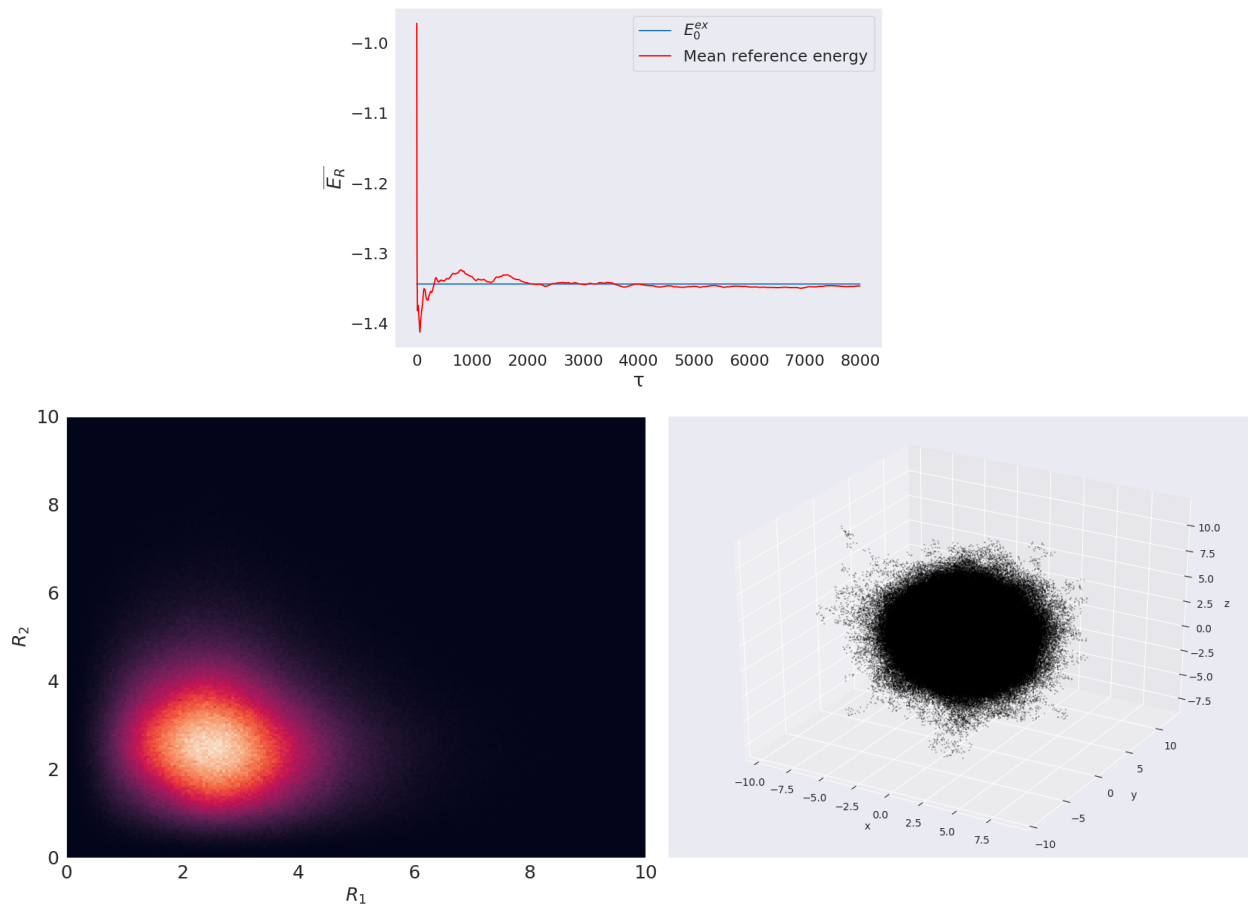 E_0^{ex}
Mean reference energy
−1.0
−1.1
−1.2
−1.3
−1.4
\overline{E_R}
0 1000 2000 3000 4000 5000 6000 7000 8000
τ
10
8
6
4
2
0
R_2
0 2 4 6 8 10
R_1
10.0
7.5
5.0
2.5
0.0
−2.5
−5.0
−7.5
z
−10.0 −7.5 −5.0 −2.5 0.0 2.5 5.0 7.5
x
−10 −5 0 5 10
y